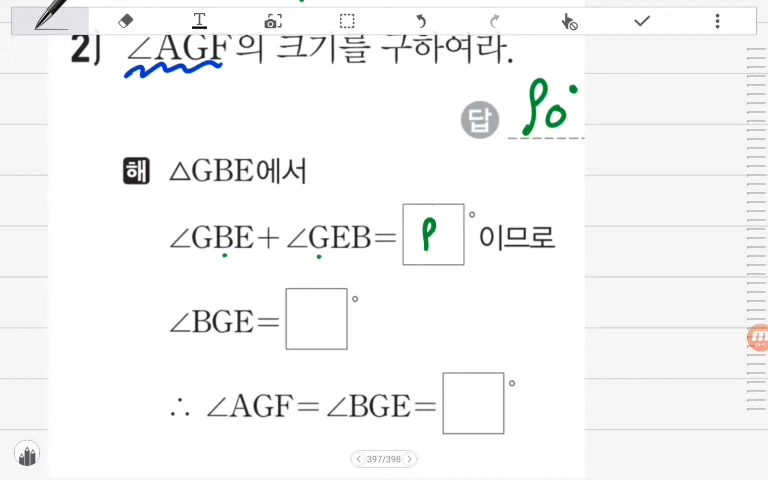 2) ∠AGF의 크기를 구하여라.
답 90°
해 △GBE에서
∠GBE+∠GEB=9° 이므로
∠BGE= °
∴ ∠AGF=∠BGE= °
397/398